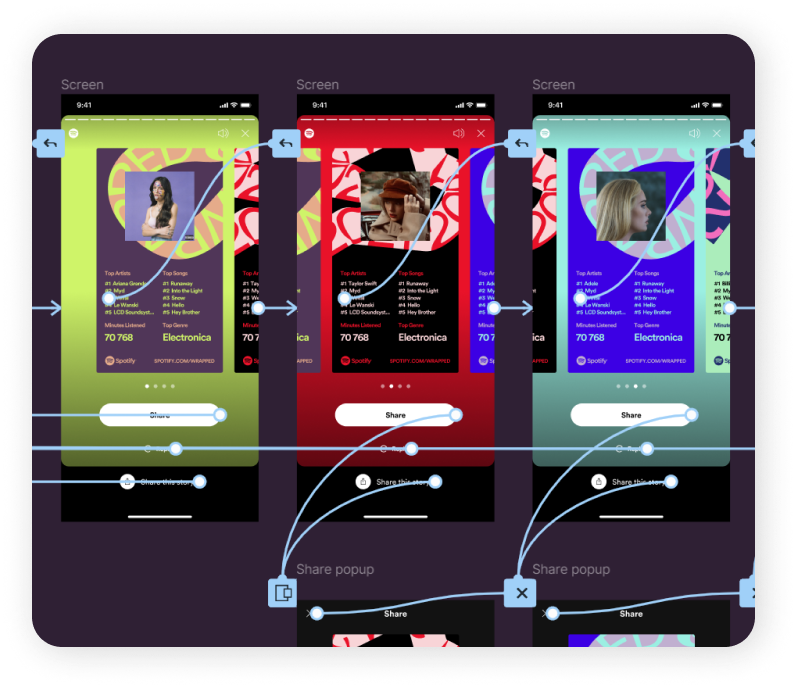 Screen
9:41
Top Artists
#1 Ariana Grande
#2 Myd
#4 Le Wanski
#5 LCD Soundsyst...
Top Songs
#1 Runaway
#2 Into the Light
#3 Snow
#4 Hello
#5 Hey Brother
Minutes Listened
70 768
Top Genre
Electronica
Spotify
SPOTIFY.COM/WRAPPED
Share
Share this story
Screen
9:41
Top Artists
#1 Taylor Swift
#2 Myd
#4 Le Wanski
#5 LCD Soundsyst...
Top Songs
#1 Runaway
#2 Into the Light
#3 Snow
#4 Hello
#5 Hey Brother
Minutes Listened
70 768
Top Genre
Electronica
Spotify
SPOTIFY.COM/WRAPPED
Share
Share this story
Screen
9:41
Top Artists
#1 Adele
#2 Myd
#4 Le Wanski
#5 LCD Soundsyst...
Top Songs
#1 Runaway
#2 Into the Light
#3 Snow
#4 Hello
#5 Hey Brother
Minutes Listened
70 768
Top Genre
Electronica
Spotify
SPOTIFY.COM/WRAPPED
Share
Share this story
Share popup
Share
Share popup
Share